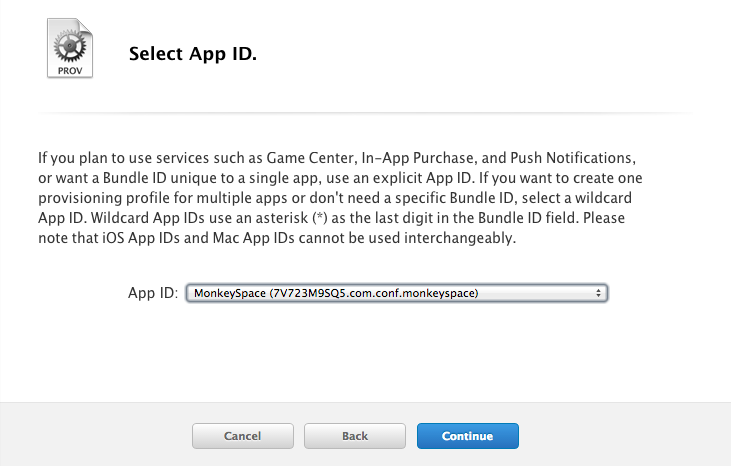 PROV
Select App ID.
If you plan to use services such as Game Center, In-App Purchase, and Push Notifications,
or want a Bundle ID unique to a single app, use an explicit App ID. If you want to create one
provisioning profile for multiple apps or don't need a specific Bundle ID, select a wildcard
App ID. Wildcard App IDs use an asterisk (*) as the last digit in the Bundle ID field. Please
note that iOS App IDs and Mac App IDs cannot be used interchangeably.
App ID: MonkeySpace (7V723M9SQ5.com.conf.monkeyspace)
Cancel Back Continue